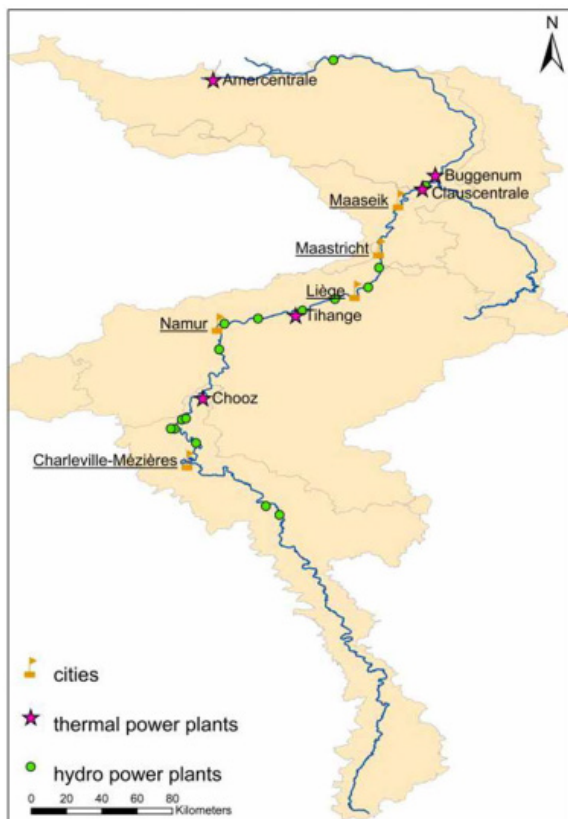 N
Amercentrale
Buggenum
Clauscentrale
Maaseik
Maastricht
Liège
Tihange
Namur
Chooz
Charleville-Mézières
cities
thermal power plants
hydro power plants
0 20 40 60 80
Kilometers